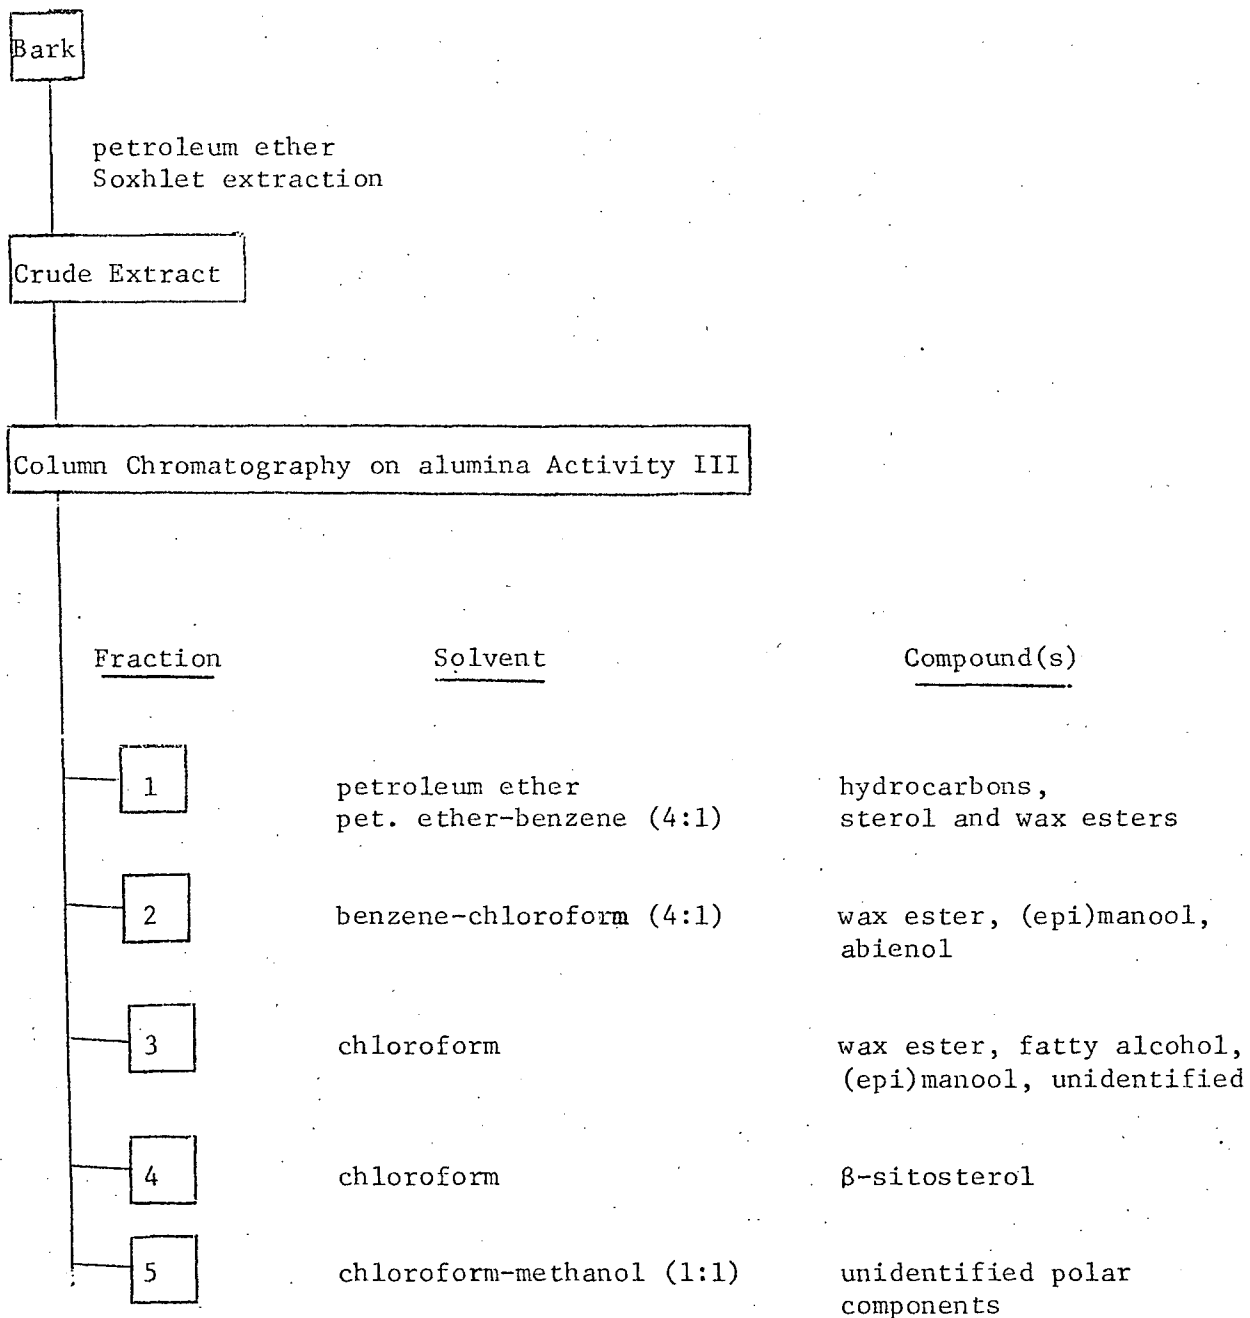 Bark
petroleum ether
Soxhlet extraction
Crude Extract
Column Chromatography on alumina Activity III
Fraction Solvent Compound(s)
1 petroleum ether hydrocarbons,
pet. ether-benzene (4:1) sterol and wax esters
2 benzene-chloroform (4:1) wax ester, (epi)manool,
abienol
3 chloroform wax ester, fatty alcohol,
(epi)manool, unidentified
4 chloroform β-sitosterol
5 chloroform-methanol (1:1) unidentified polar
components